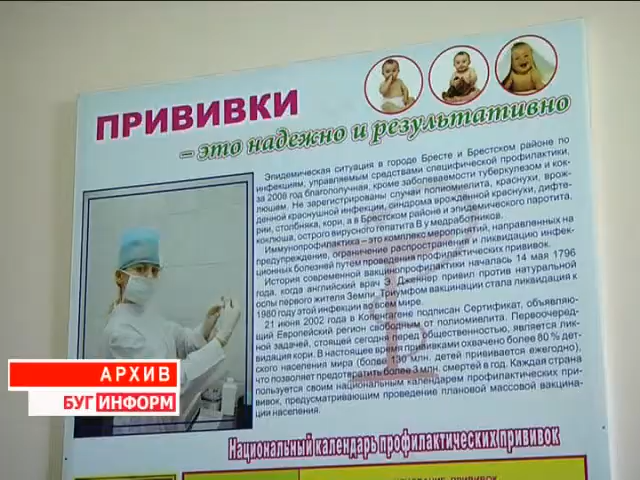 ПРИВИВКИ
– это надежно и результативно
Эпидемическая ситуация в городе Бресте и Брестском районе по
инфекциям, управляемым средствами специфической профилактики,
за 2008 год благополучная, кроме заболеваемости туберкулезом и кок-
люшем. Не зарегистрированы случаи полиомиелита, краснухи, врож-
денной краснушной инфекции, синдрома врожденной краснухи, дифте-
рии, столбняка, кори, а в Брестском районе и эпидемического паротита,
коклюша, острого вирусного гепатита В у медработников.
Иммунопрофилактика – это комплекс мероприятий, направленных на
предупреждение, ограничение распространения и ликвидацию инфек-
ционных болезней путем проведения профилактических прививок.
История современной вакцинопрофилактики началась 14 мая 1796
года, когда английский врач Э. Дженнер привил против натуральной
оспы первого жителя Земли. Триумфом вакцинации стала ликвидация к
1980 году этой инфекции во всем мире.
21 июня 2002 года в Копенгагене подписан Сертификат, объявляю-
щий Европейский регион свободным от полиомиелита. Первоочеред-
ной задачей, стоящей сегодня перед общественностью, является лик-
видация кори. В настоящее время прививками охвачено более 80 % дет-
ского населения мира (более 130 млн. детей прививается ежегодно),
что позволяет предотвратить более 3 млн. смертей в год. Каждая страна
пользуется своим национальным календарем профилактических при-
вивок, предусматривающим проведение плановой массовой вакцина-
ции населения.
Национальный календарь профилактических прививок
АРХИВ
БУГ ИНФОРМ